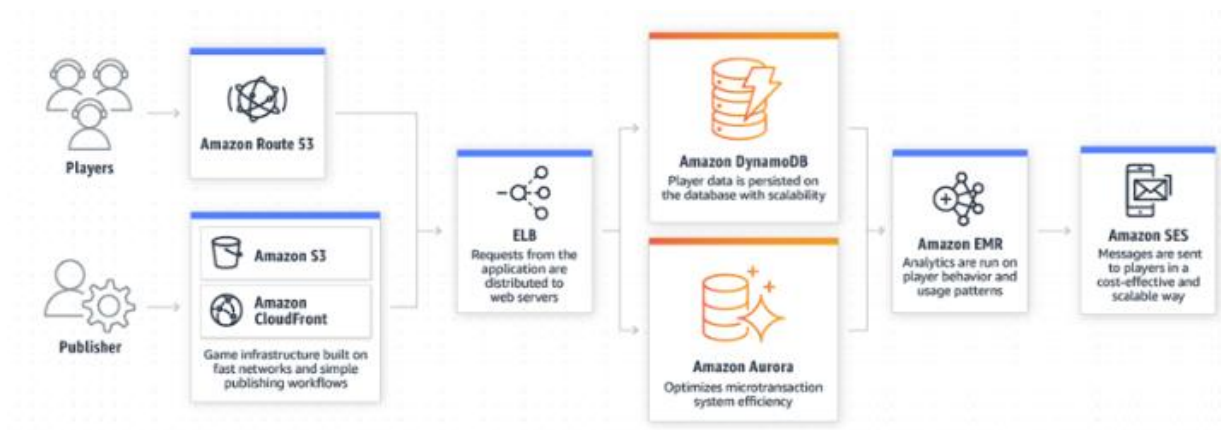 Players
Amazon Route 53
Publisher
Amazon S3
Amazon
CloudFront
Game infrastructure built on
fast networks and simple
publishing workflows
ELB
Requests from the
application are
distributed to
web servers
Amazon DynamoDB
Player data is persisted on
the database with scalability
Amazon Aurora
Optimizes microtransaction
system efficiency
Amazon EMR
Analytics are run on
player behavior and
usage patterns
Amazon SES
Messages are sent
to players in a
cost-effective and
scalable way